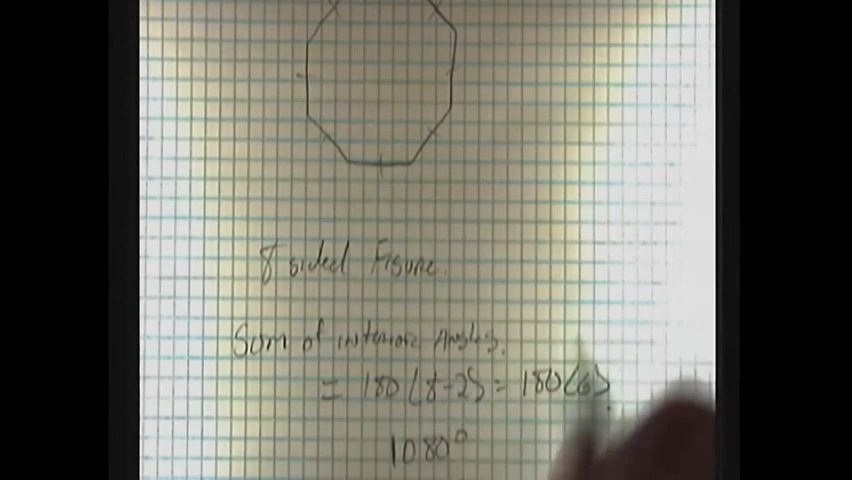 8 sided Figure.
Sum of interior Angles.
= 180(8-2) = 180(6).
1080°